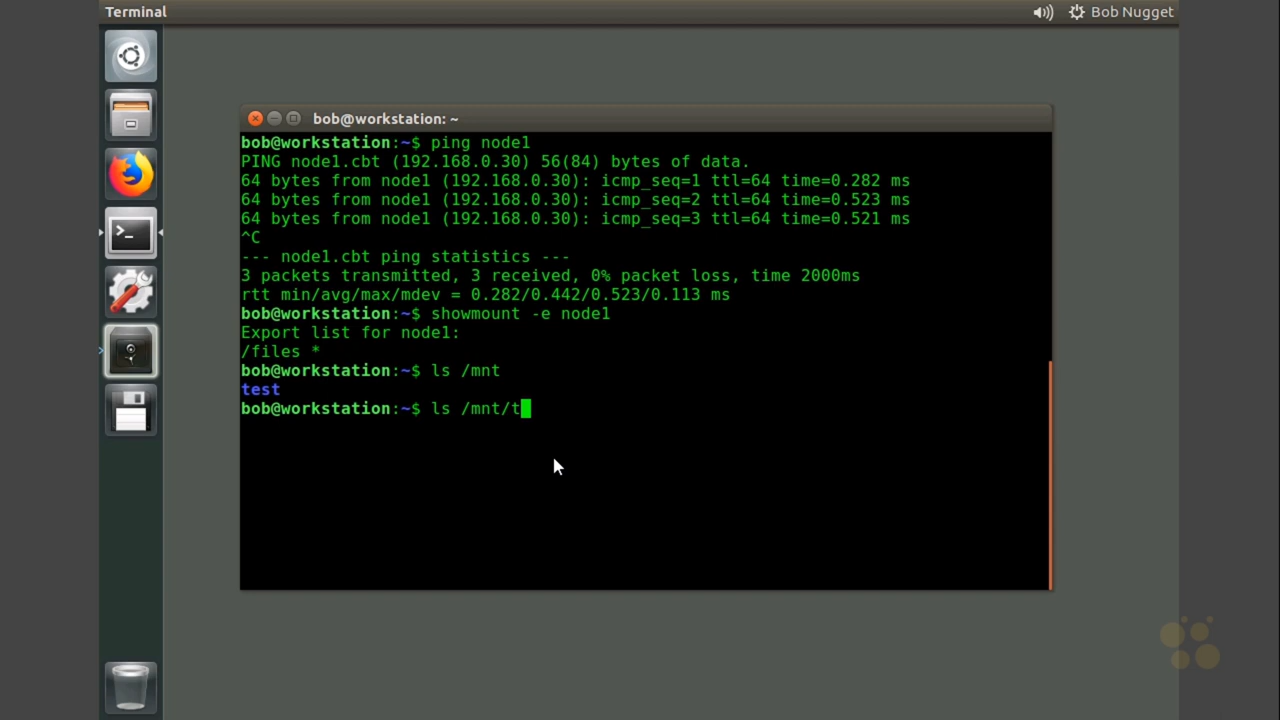 Terminal
Bob Nugget
bob@workstation: ~
bob@workstation:~$ ping node1
PING node1.cbt (192.168.0.30) 56(84) bytes of data.
64 bytes from node1 (192.168.0.30): icmp_seq=1 ttl=64 time=0.282 ms
64 bytes from node1 (192.168.0.30): icmp_seq=2 ttl=64 time=0.523 ms
64 bytes from node1 (192.168.0.30): icmp_seq=3 ttl=64 time=0.521 ms
^C
--- node1.cbt ping statistics ---
3 packets transmitted, 3 received, 0% packet loss, time 2000ms
rtt min/avg/max/mdev = 0.282/0.442/0.523/0.113 ms
bob@workstation:~$ showmount -e node1
Export list for node1:
/files *
bob@workstation:~$ ls /mnt
test
bob@workstation:~$ ls /mnt/t